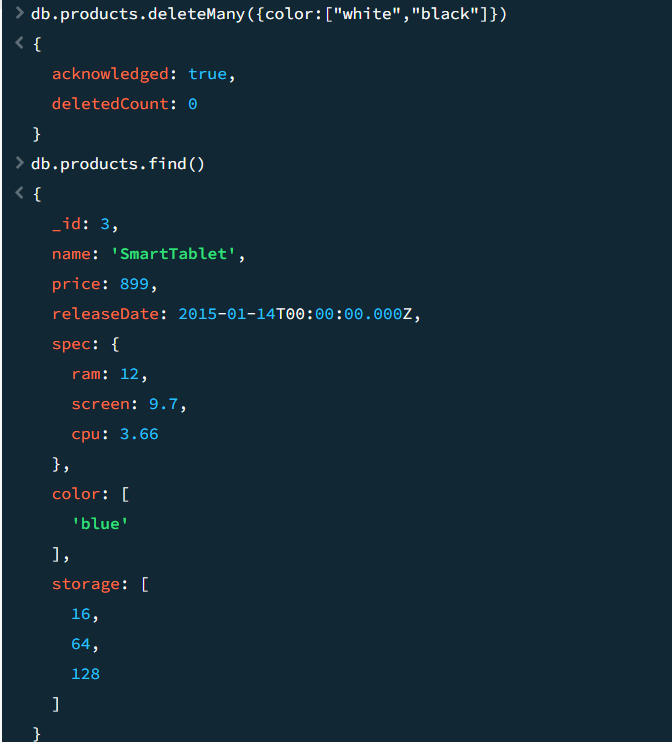 > db.products.deleteMany({color:["white","black"]})
< {
acknowledged: true,
deletedCount: 0
}
> db.products.find()
< {
_id: 3,
name: 'SmartTablet',
price: 899,
releaseDate: 2015-01-14T00:00:00.000Z,
spec: {
ram: 12,
screen: 9.7,
cpu: 3.66
},
color: [
'blue'
],
storage: [
16,
64,
128
]
}